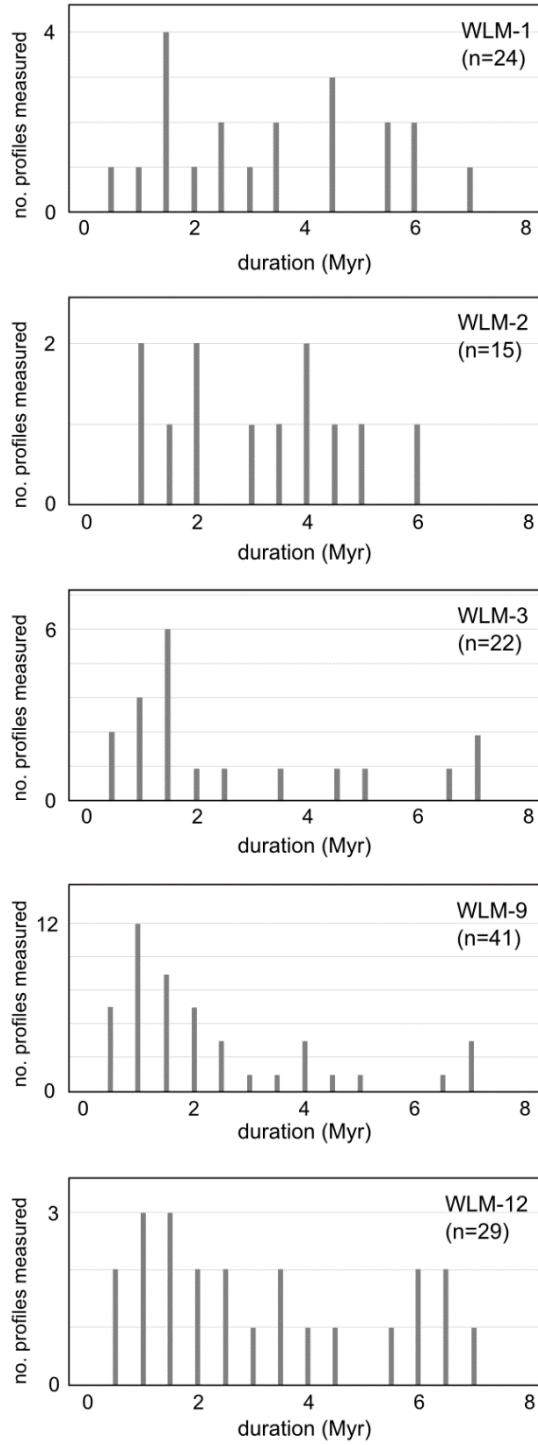 no. profiles measured
4
0
WLM-1
(n=24)
0 2 4 6 8
duration (Myr)
no. profiles measured
2
0
WLM-2
(n=15)
0 2 4 6 8
duration (Myr)
no. profiles measured
6
0
WLM-3
(n=22)
0 2 4 6 8
duration (Myr)
no. profiles measured
12
0
WLM-9
(n=41)
0 2 4 6 8
duration (Myr)
no. profiles measured
3
0
WLM-12
(n=29)
0 2 4 6 8
duration (Myr)